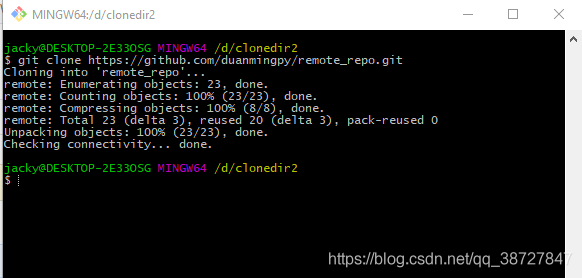 MINGW64:/d/clonedir2
jacky@DESKTOP-2E33OSG MINGW64 /d/clonedir2
$ git clone https://github.com/duanmingpy/remote_repo.git
Cloning into 'remote_repo'...
remote: Enumerating objects: 23, done.
remote: Counting objects: 100% (23/23), done.
remote: Compressing objects: 100% (8/8), done.
remote: Total 23 (delta 3), reused 20 (delta 3), pack-reused 0
Unpacking objects: 100% (23/23), done.
Checking connectivity... done.
jacky@DESKTOP-2E33OSG MINGW64 /d/clonedir2
$
https://blog.csdn.net/qq_38727847